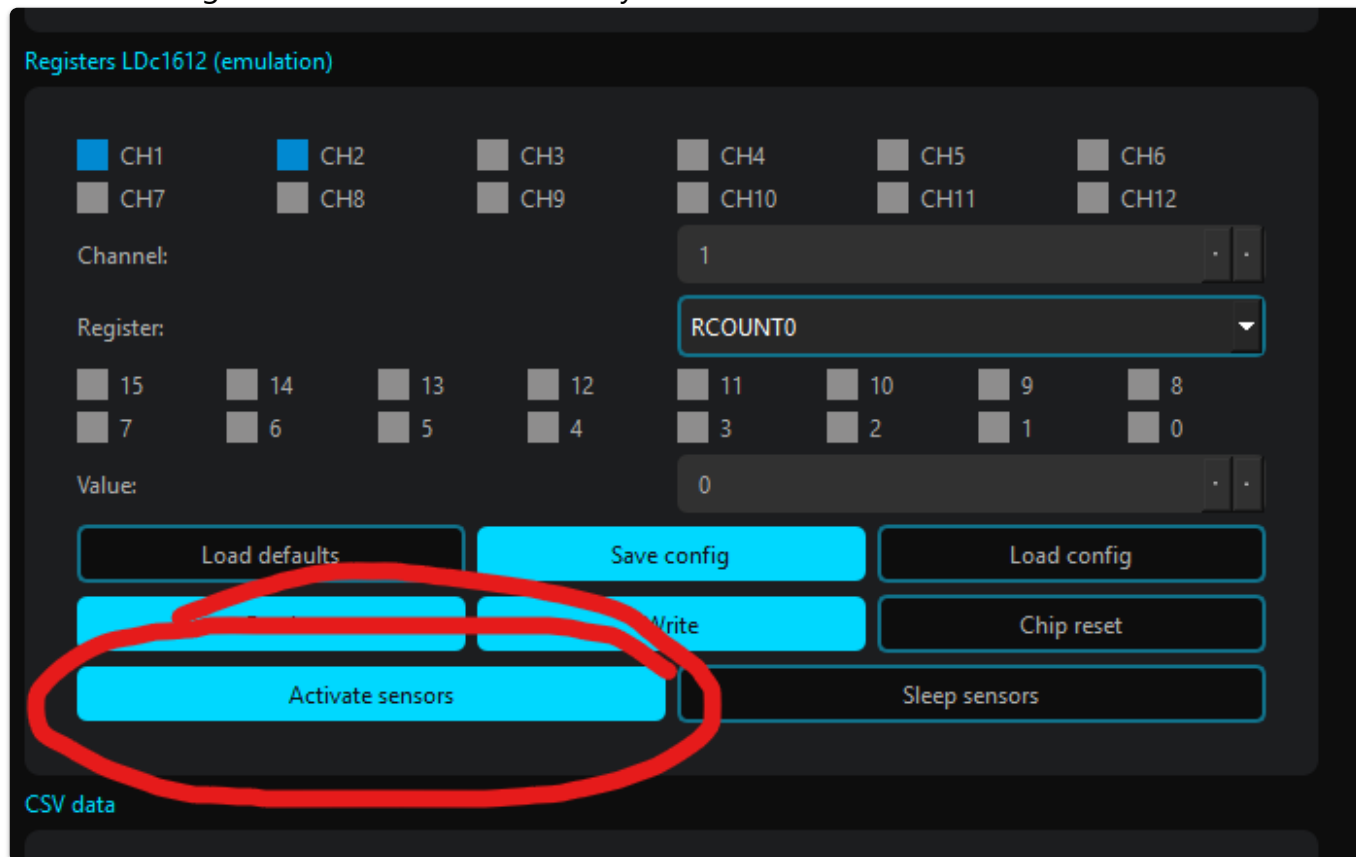 Registers LDc1612 (emulation)
CH1 CH2 CH3 CH4 CH5 CH6
CH7 CH8 CH9 CH10 CH11 CH12
Channel: 1
Register: RCOUNT0
15 14 13 12 11 10 9 8
7 6 5 4 3 2 1 0
Value: 0
Load defaults Save config Load config
Write Chip reset
Activate sensors Sleep sensors
CSV data